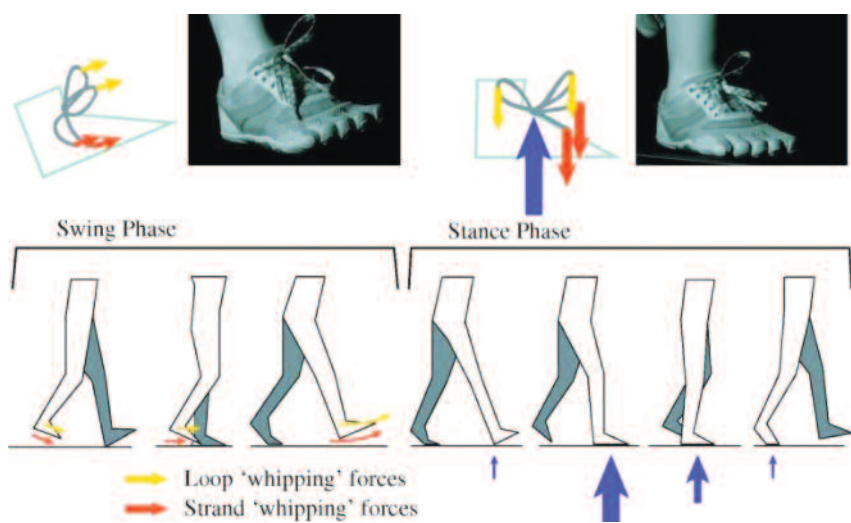 Swing Phase
Stance Phase
Loop ‘whipping’ forces
Strand ‘whipping’ forces